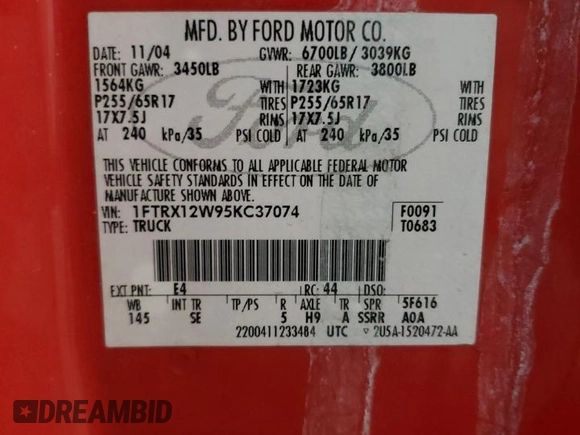 MFD. BY FORD MOTOR CO.
DATE: 11/04 GVWR: 6700LB / 3039KG
FRONT GAWR: 3450LB REAR GAWR: 3800LB
1564KG WITH 1723KG WITH
P255/65R17 TIRES P255/65R17 TIRES
17X7.5J RIMS 17X7.5J RIMS
AT 240 kPa/35 PSI COLD AT 240 kPa/35 PSI COLD
Ford
THIS VEHICLE CONFORMS TO ALL APPLICABLE FEDERAL MOTOR
VEHICLE SAFETY STANDARDS IN EFFECT ON THE DATE OF
MANUFACTURE SHOWN ABOVE.
VIN: 1FTRX12W95KC37074 F0091
TYPE: TRUCK T0683
EXT PNT: E4 RC: 44 DSO:
WB INT TR TP/PS R AXLE TR SPR 5F616
145 SE 5 H9 A SSRR A0A
2200411233484 UTC ▽ 2U5A-1520472-AA
DREAMBID